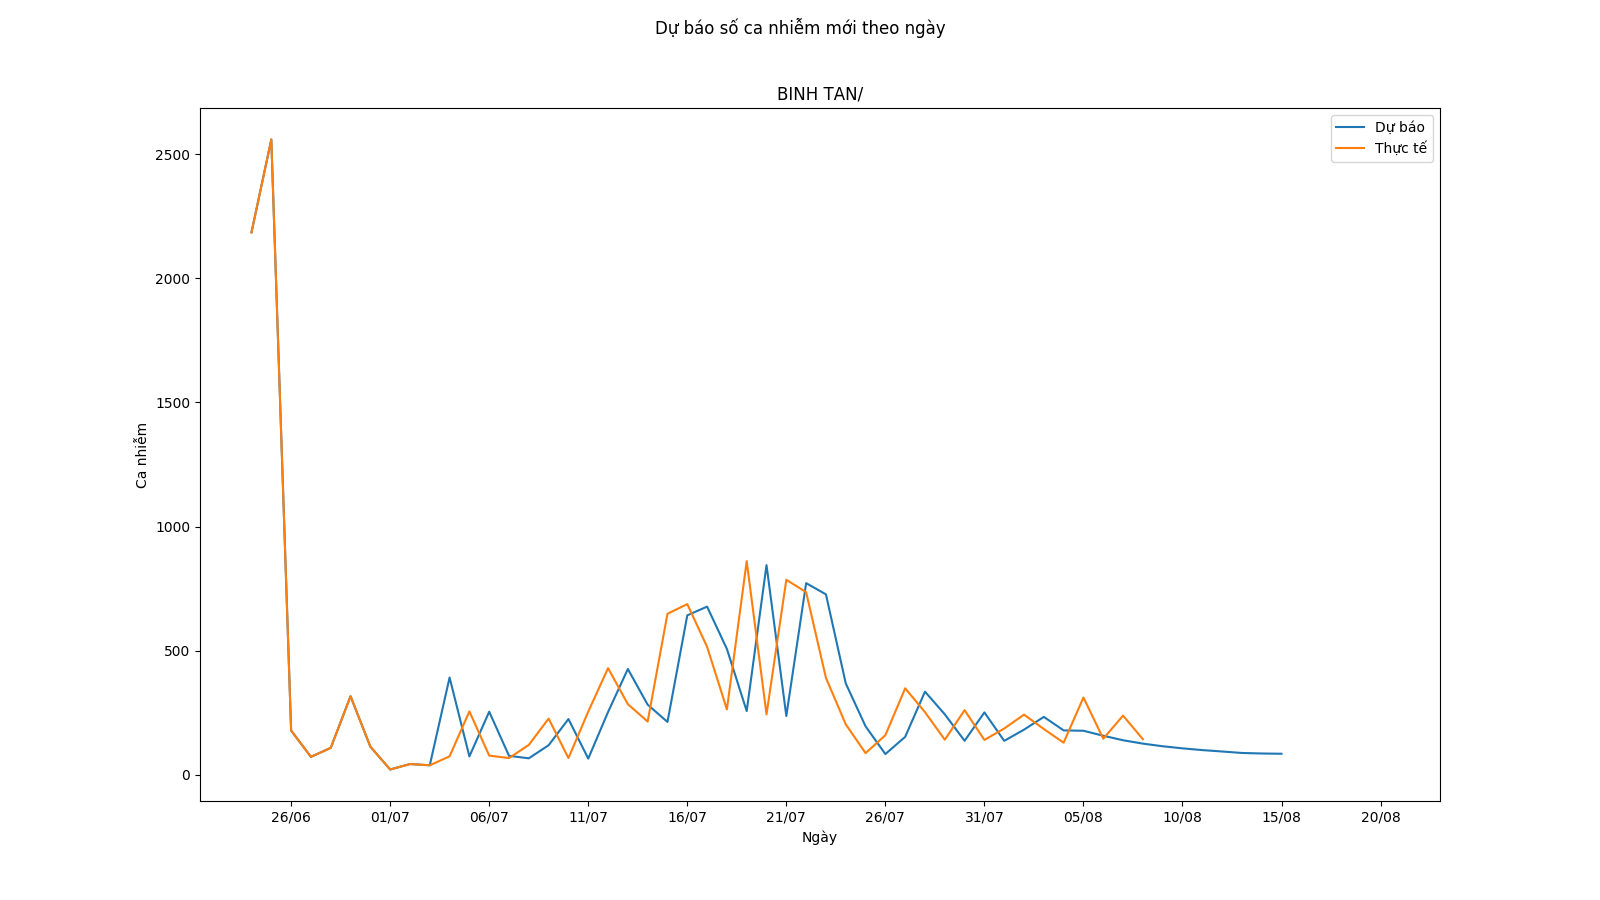 Dự báo số ca nhiễm mới theo ngày
BINH TAN/
Dự báo
Thực tế
2500
2000
1500
1000
500
0
Ca nhiễm
26/06 01/07 06/07 11/07 16/07 21/07 26/07 31/07 05/08 10/08 15/08 20/08
Ngày